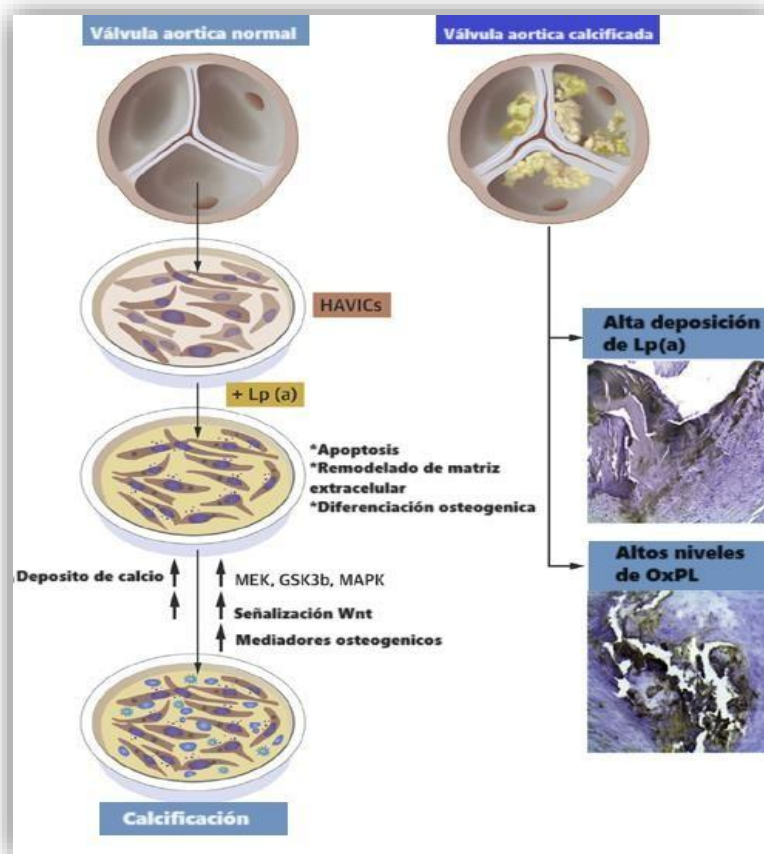 Válvula aortica normal
Válvula aortica calcificada
HAVICs
+ Lp (a)
*Apoptosis
*Remodelado de matriz
extracelular
*Diferenciación osteogenica
Deposito de calcio
MEK, GSK3b, MAPK
Señalización Wnt
Mediadores osteogenicos
Calcificación
Alta deposición
de Lp(a)
Altos niveles
de OxPL